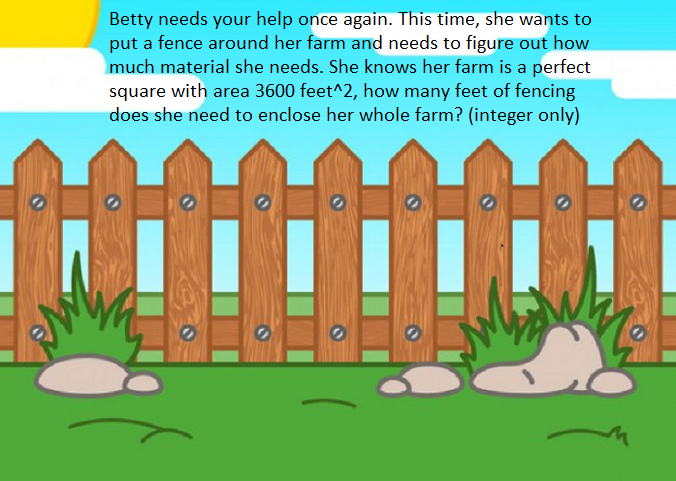 Betty needs your help once again. This time, she wants to
put a fence around her farm and needs to figure out how
much material she needs. She knows her farm is a perfect
square with area 3600 feet^2, how many feet of fencing
does she need to enclose her whole farm? (integer only)